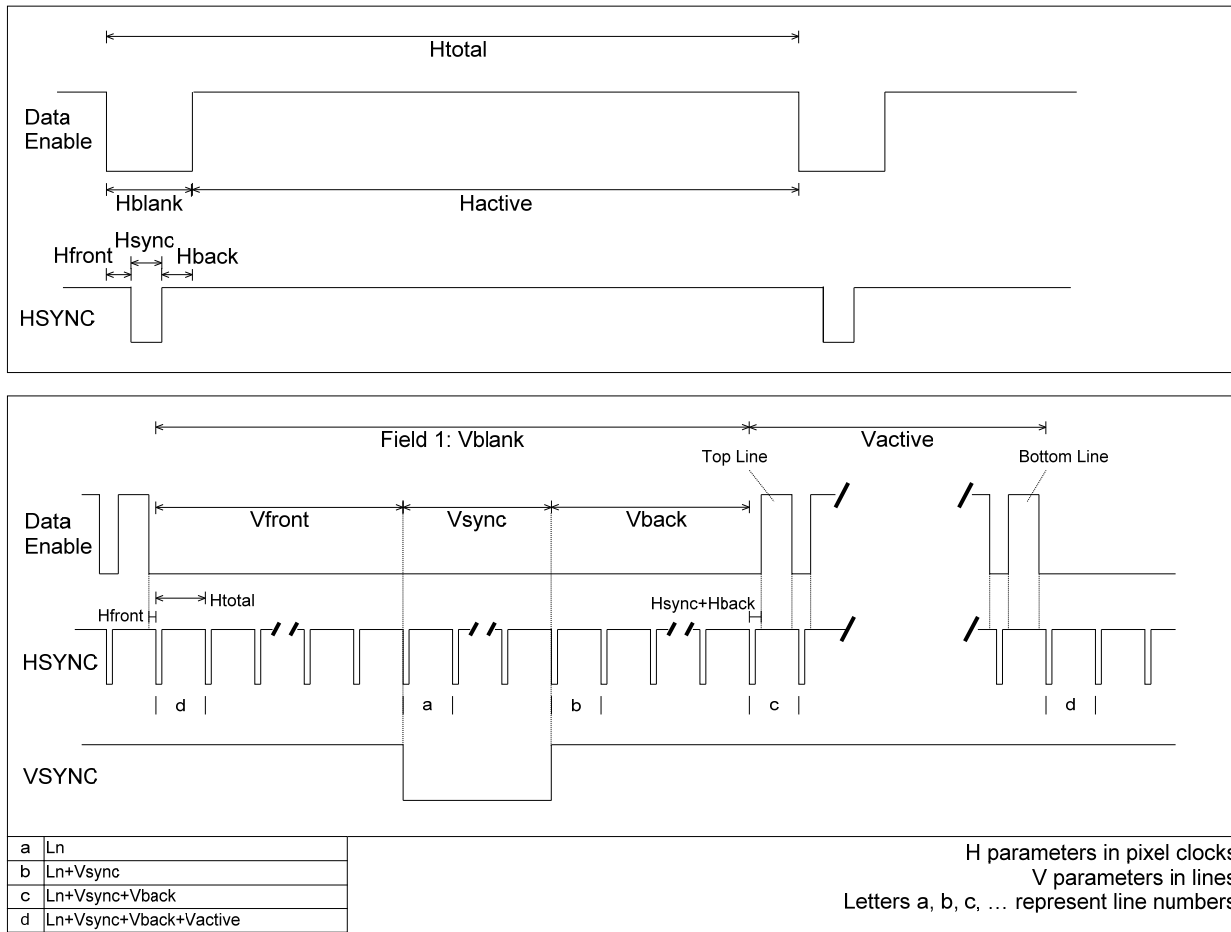 Htotal
Data
Enable
Hblank
Hactive
Hsync
Hfront
Hback
HSYNC
Field 1: Vblank
Vactive
Top Line
Bottom Line
Data
Enable
Vfront
Vsync
Vback
Hfront
Htotal
Hsync+Hback
HSYNC
d
a
b
c
d
VSYNC
a Ln
b Ln+Vsync
c Ln+Vsync+Vback
d Ln+Vsync+Vback+Vactive
H parameters in pixel clocks
V parameters in lines
Letters a, b, c, … represent line numbers